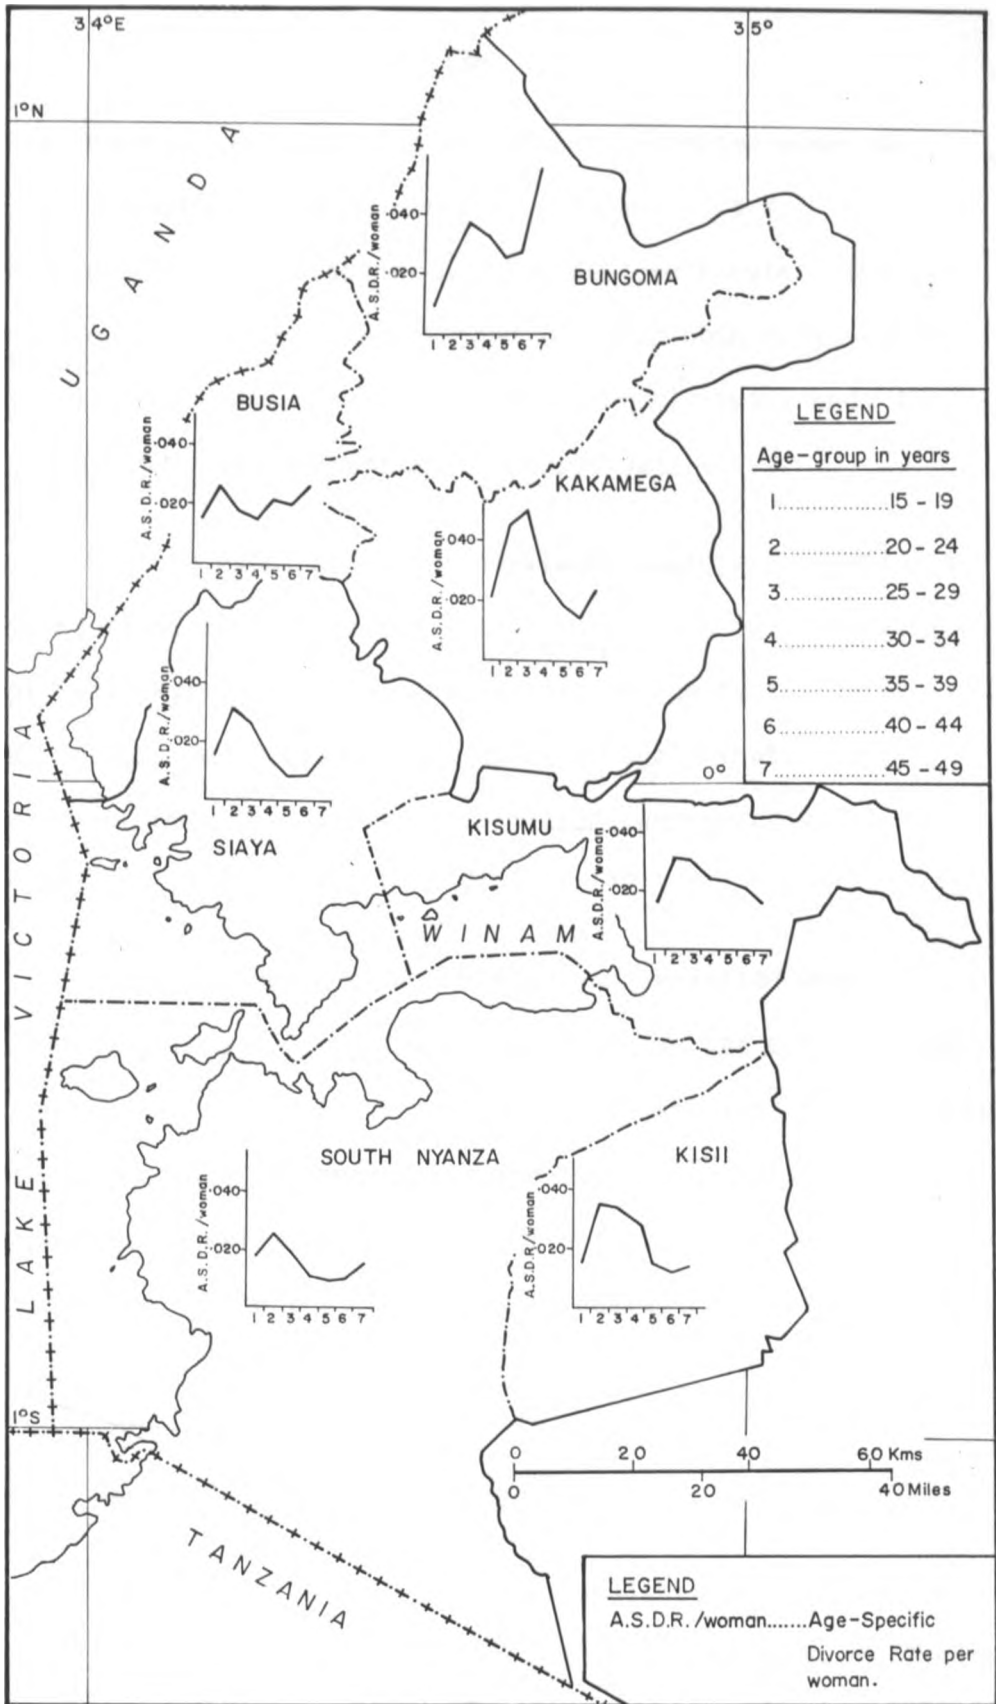 34°E
35°
1°N
UGANDA
A.S.D.R./woman
.040
.020
1 2 3 4 5 6 7
BUNGOMA
BUSIA
A.S.D.R./woman
.040
.020
1 2 3 4 5 6 7
KAKAMEGA
A.S.D.R./woman
.040
.020
1 2 3 4 5 6 7
LEGEND
Age-group in years
1................15 - 19
2...............20 - 24
3...............25 - 29
4...............30 - 34
5...............35 - 39
6...............40 - 44
7...............45 - 49
A.S.D.R./woman
.040
.020
1 2 3 4 5 6 7
SIAYA
0°
KISUMU
A.S.D.R./woman
.040
.020
1 2 3 4 5 6 7
WINAM
LAKE VICTORIA
SOUTH NYANZA
A.S.D.R./woman
.040
.020
1 2 3 4 5 6 7
KISII
A.S.D.R/woman
.040
.020
1 2 3 4 5 6 7
1°S
0 20 40 60 Kms
0 20 40 Miles
TANZANIA
LEGEND
A.S.D.R./woman.......Age-Specific
Divorce Rate per
woman.